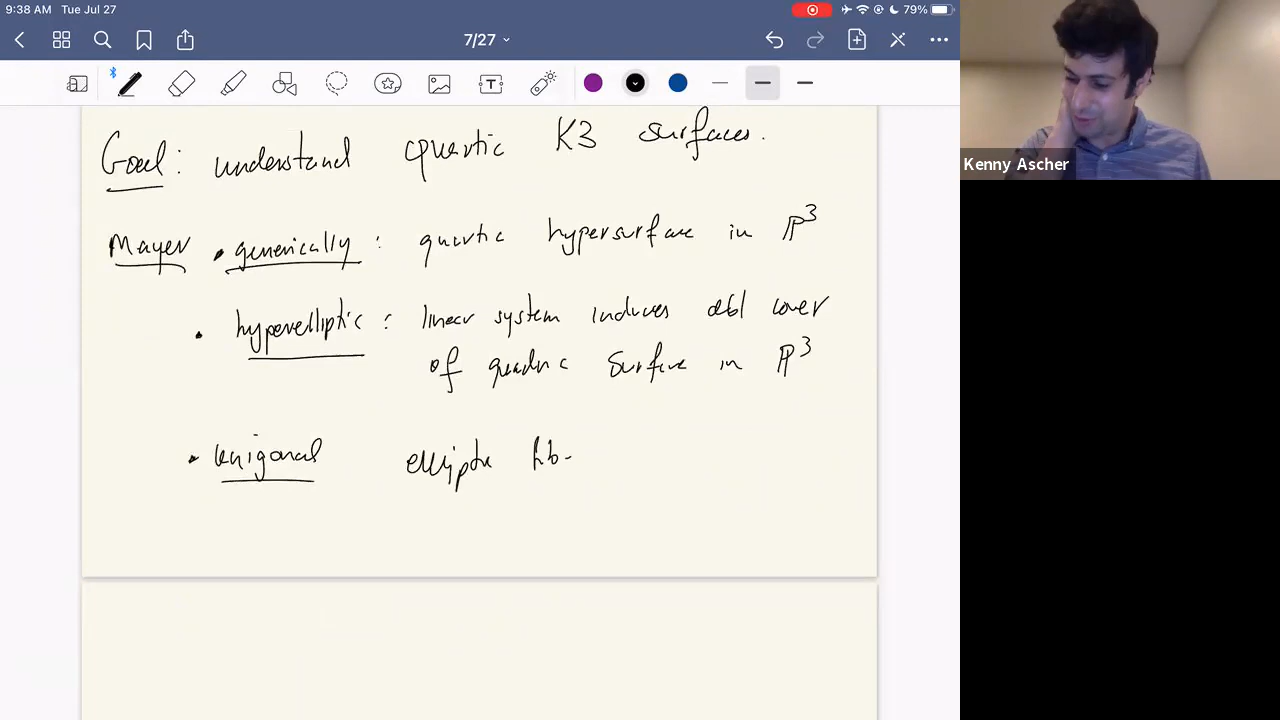 9:38 AM Tue Jul 27
79%
7/27
Goal: understand quartic K3 surfaces.
Mayer • generically: quartic hypersurface in P³
• hyperelliptic: linear system induces dbl cover
of quadric surface in P³
• unigonal elliptic fib-
Kenny Ascher